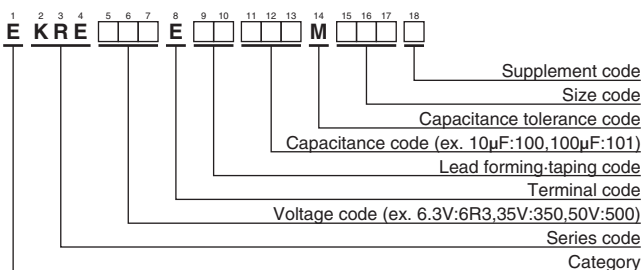 1 2 3 4 5 6 7 8 9 10 11 12 13 14 15 16 17 18
E KRE E M
Supplement code
Size code
Capacitance tolerance code
Capacitance code (ex. 10μF:100,100μF:101)
Lead forming·taping code
Terminal code
Voltage code (ex. 6.3V:6R3,35V:350,50V:500)
Series code
Category